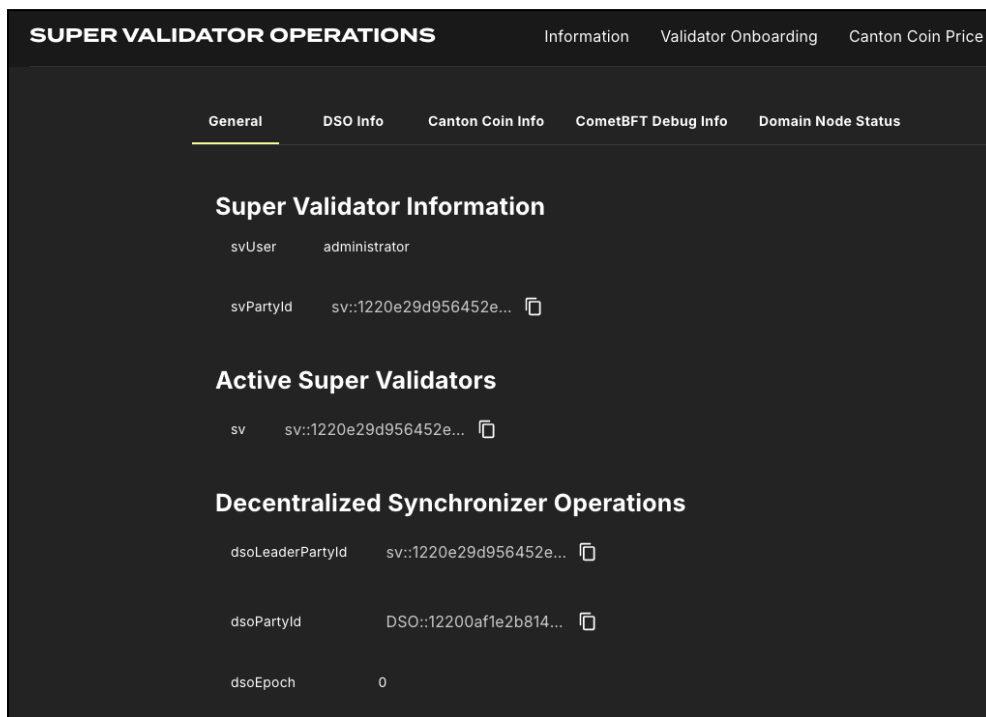 SUPER VALIDATOR OPERATIONS Information Validator Onboarding Canton Coin Price
General DSO Info Canton Coin Info CometBFT Debug Info Domain Node Status
Super Validator Information
svUser administrator
svPartyId sv::1220e29d956452e...
Active Super Validators
sv sv::1220e29d956452e...
Decentralized Synchronizer Operations
dsoLeaderPartyId sv::1220e29d956452e...
dsoPartyId DSO::12200af1e2b814...
dsoEpoch 0